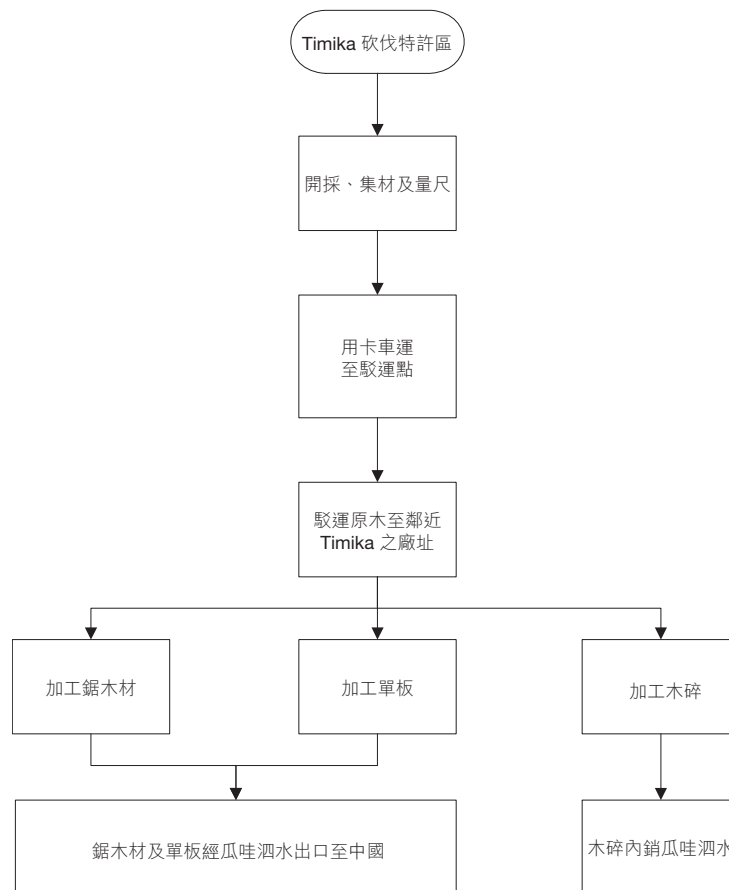 Timika 砍伐特許區
開採、集材及量尺
用卡車運
至駁運點
駁運原木至鄰近
Timika 之廠址
加工鋸木材
加工單板
加工木碎
鋸木材及單板經瓜哇泗水出口至中國
木碎內銷瓜哇泗水